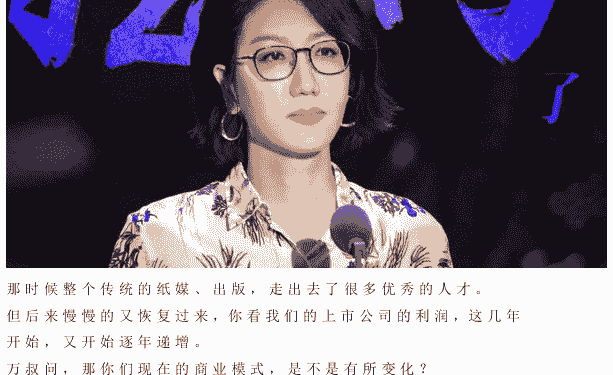 了
那时候整个传统的纸媒、出版，走出去了很多优秀的人才。
但后来慢慢的又恢复过来，你看我们的上市公司的利润，这几年
开始，又开始逐年递增。
万叔问，那你们现在的商业模式，是不是有所变化？